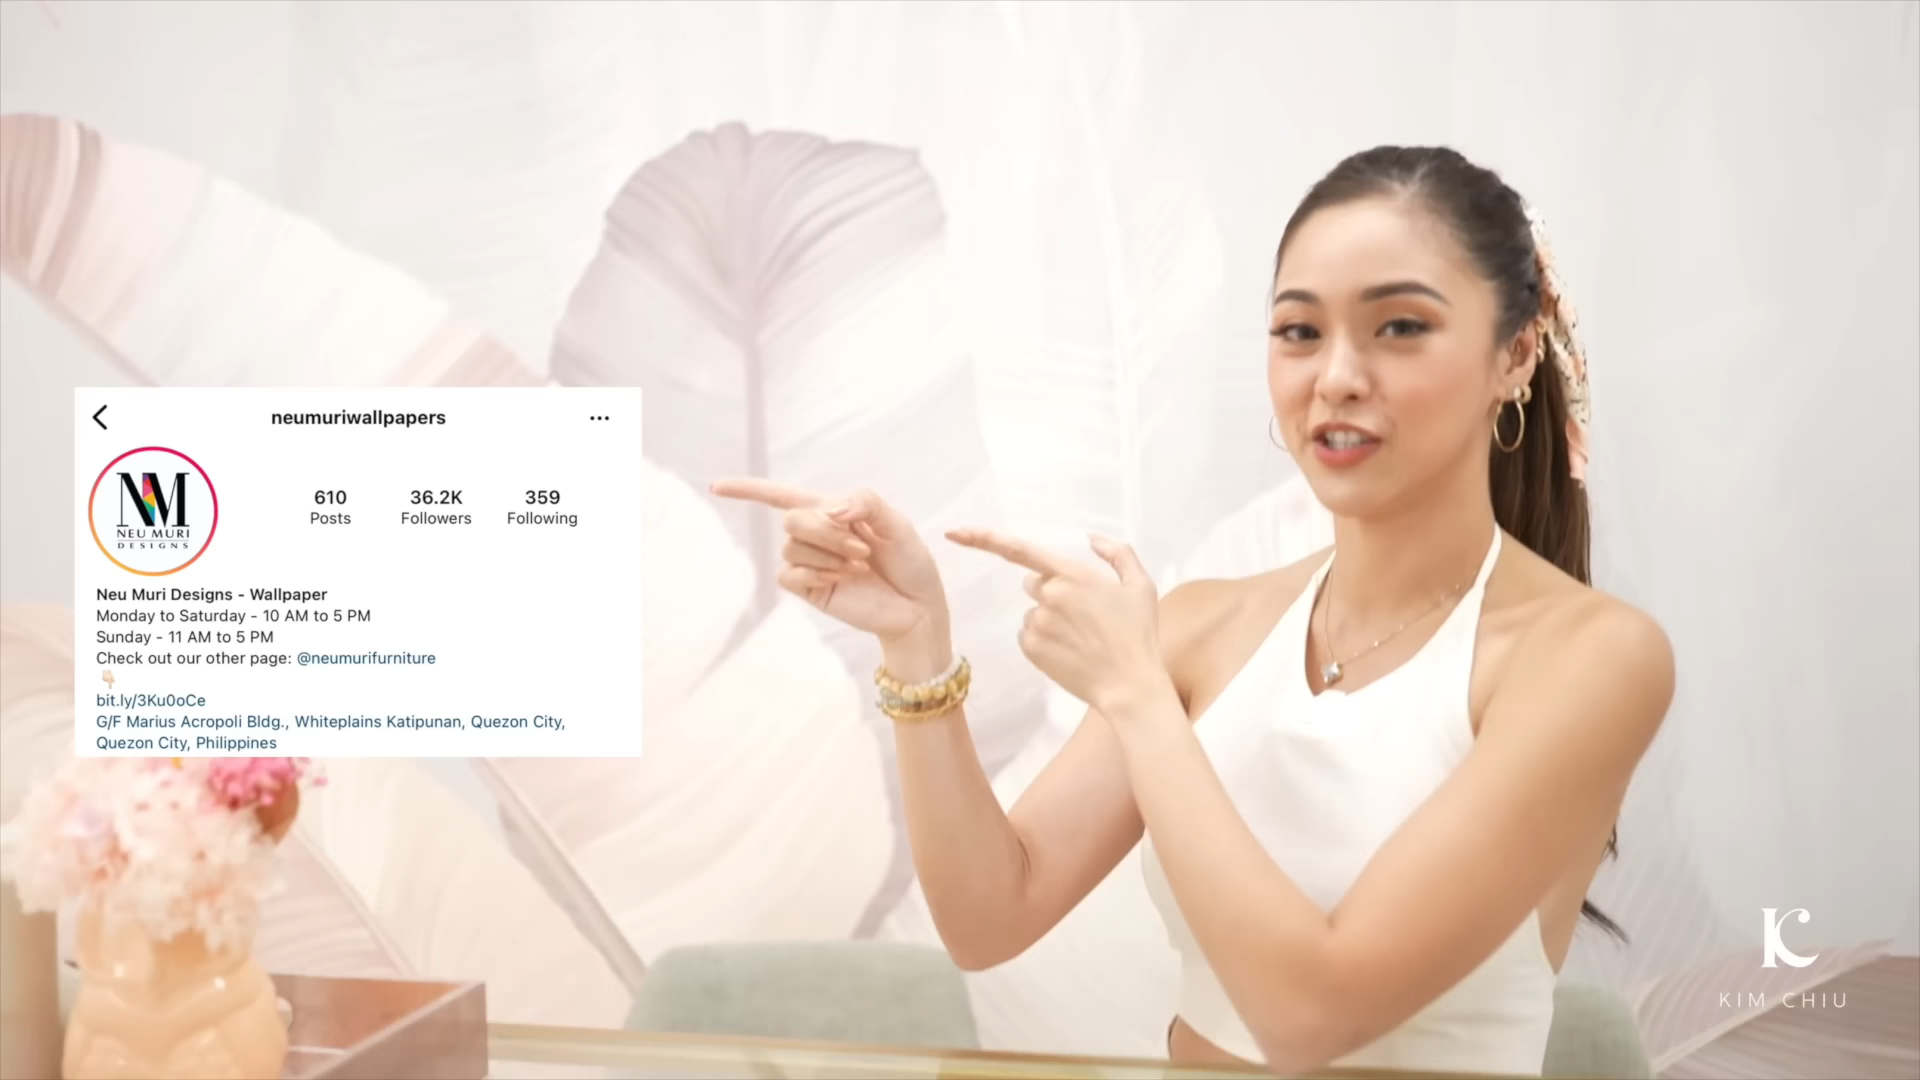 neumuriwallpapers
NM
NEU MURI
DESIGNS
610
Posts
36.2K
Followers
359
Following
Neu Muri Designs - Wallpaper
Monday to Saturday - 10 AM to 5 PM
Sunday - 11 AM to 5 PM
Check out our other page: @neumurifurniture
👇🏻
bit.ly/3Ku0oCe
G/F Marius Acropoli Bldg., Whiteplains Katipunan, Quezon City,
Quezon City, Philippines
KC
KIM CHIU